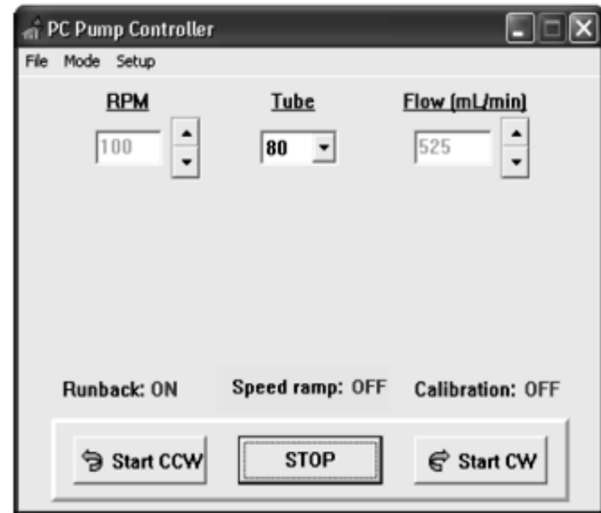 PC Pump Controller
File Mode Setup
RPM Tube Flow (mL/min)
100 80 525
Runback: ON Speed ramp: OFF Calibration: OFF
Start CCW STOP Start CW